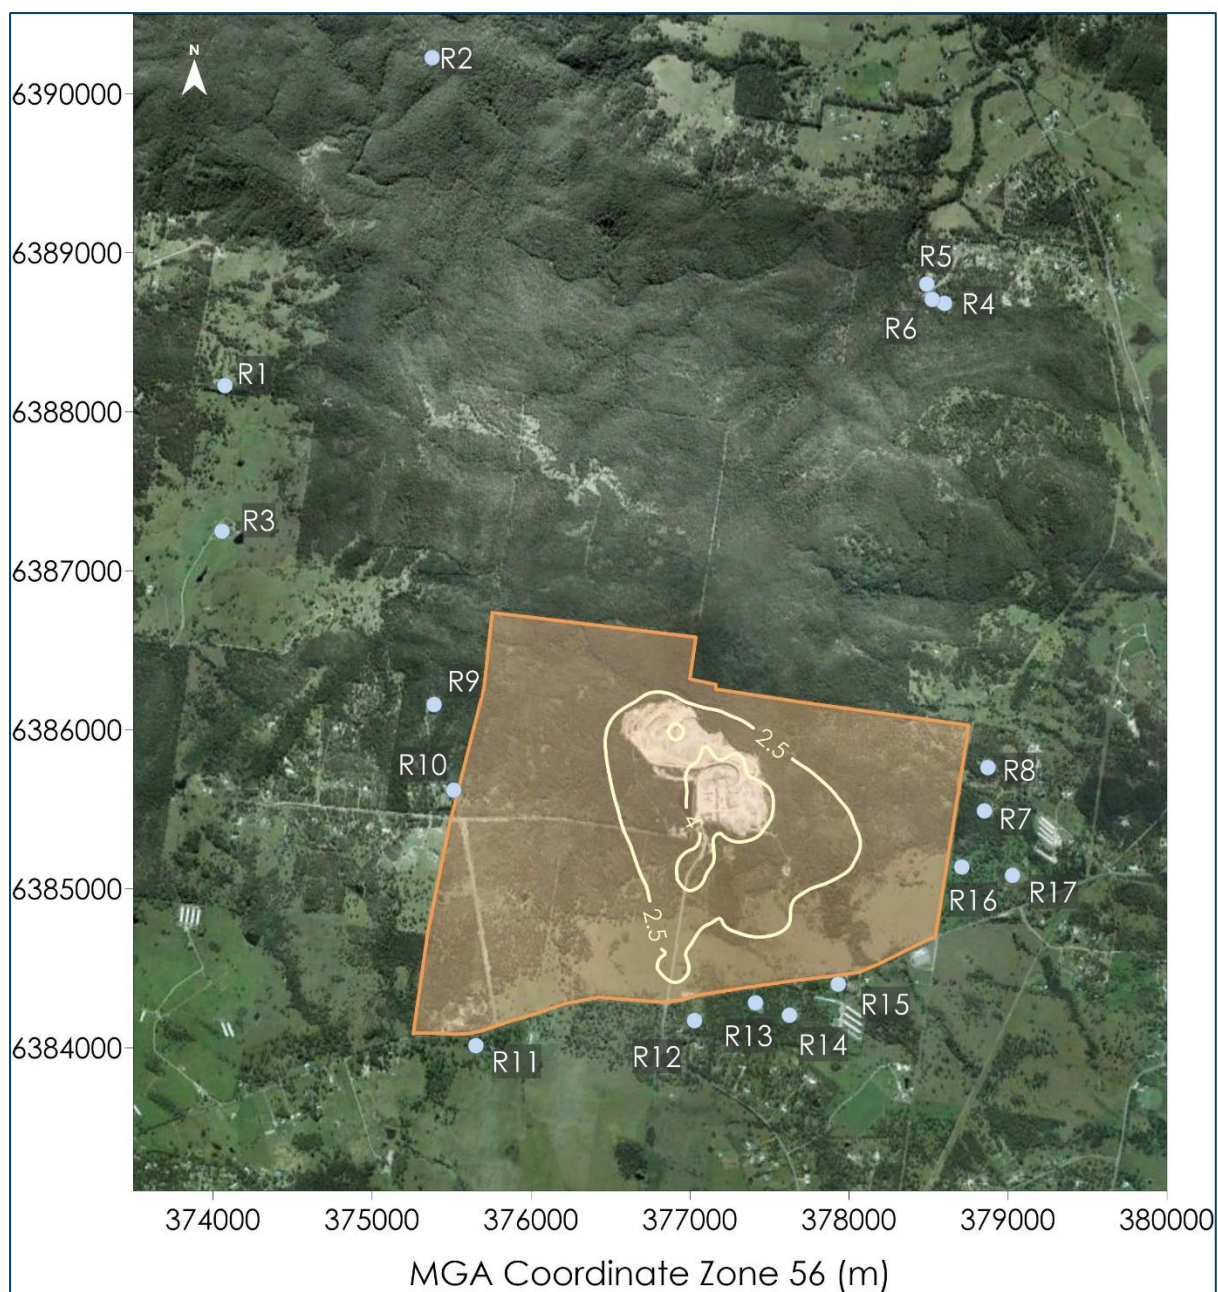 N
R2
6390000
6389000
R5
R4
R6
R1
6388000
R3
6387000
R9
6386000
2.5
R10
R8
R7
4
6385000
R16
R17
2.5
R15
R13
R14
R12
6384000
R11
374000 375000 376000 377000 378000 379000 380000
MGA Coordinate Zone 56 (m)